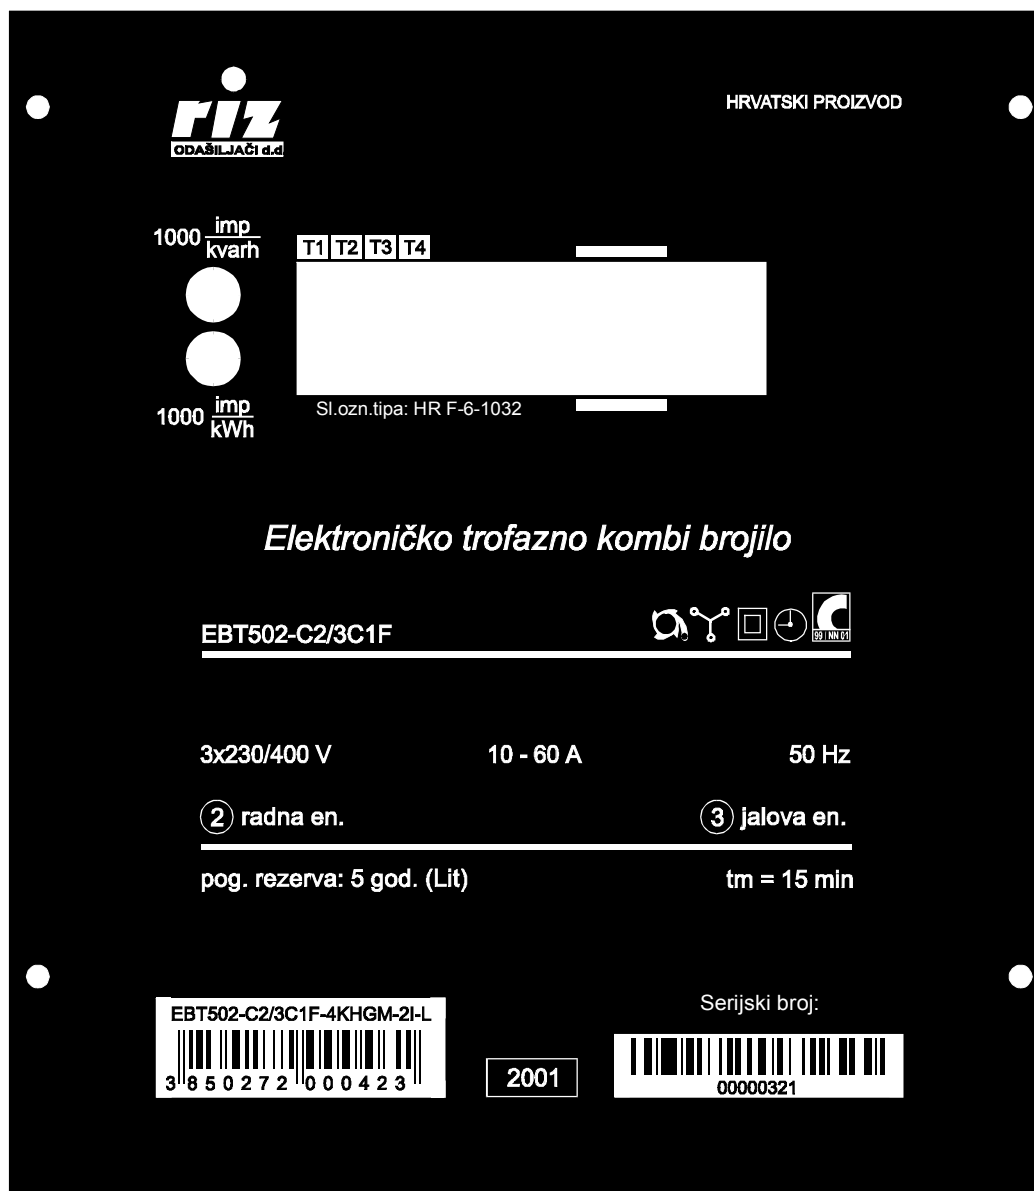 riz
ODAŠILJAČI d.d
HRVATSKI PROIZVOD
1000 imp
kvarh
T1 T2 T3 T4
1000 imp
kWh
Sl.ozn.tipa: HR F-6-1032
Elektroničko trofazno kombi brojilo
EBT502-C2/3C1F
99 NN 01
3x230/400 V 10 - 60 A 50 Hz
2 radna en. 3 jalova en.
pog. rezerva: 5 god. (Lit) tm = 15 min
EBT502-C2/3C1F-4KHGM-2I-L
3 850272 000423
2001
Serijski broj:
00000321